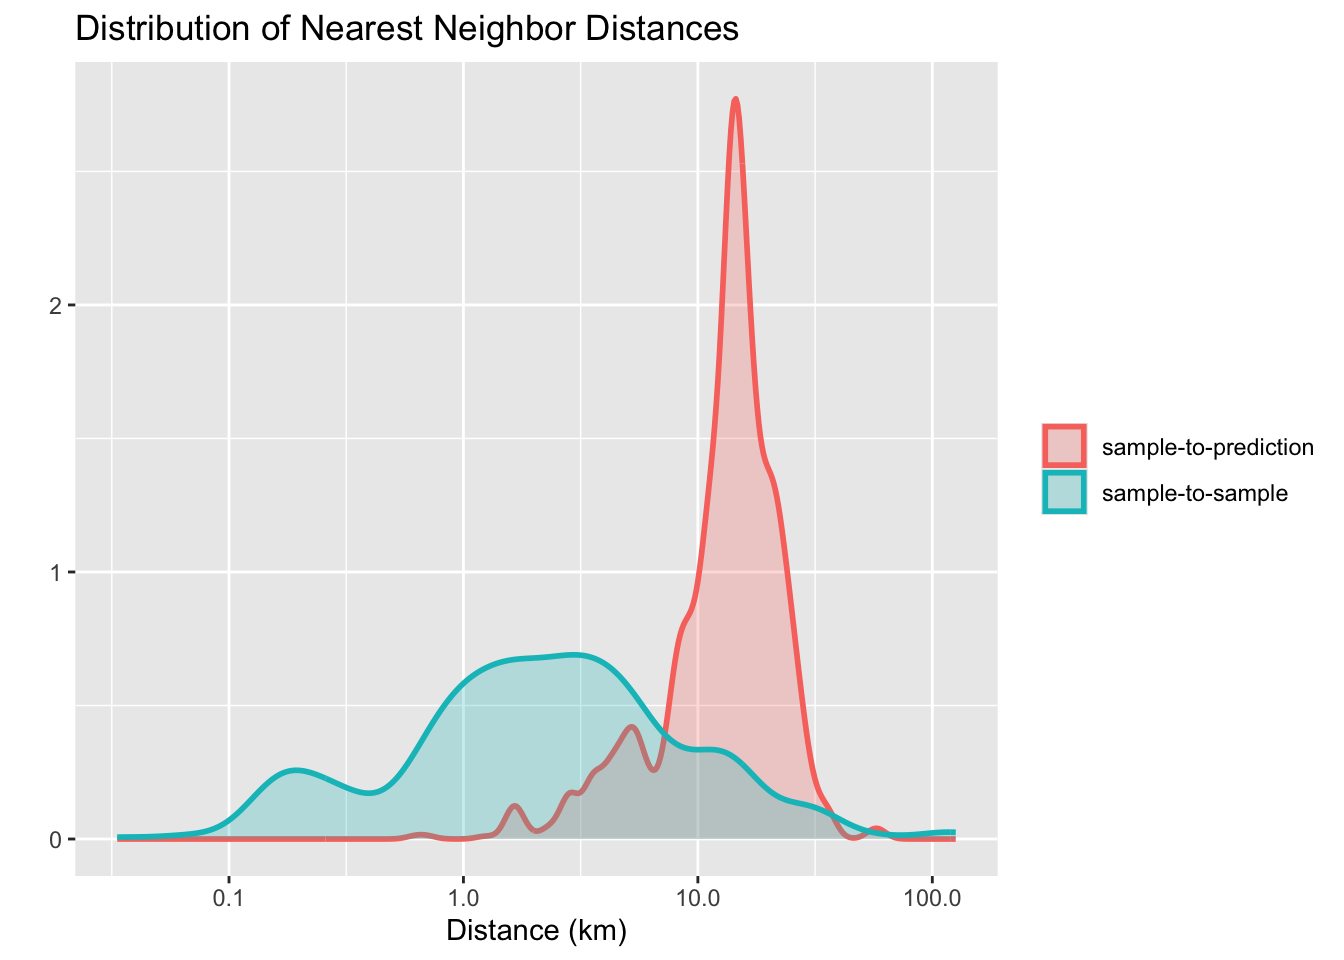 Distribution of Nearest Neighbor Distances
2
1
0
0.1 1.0 10.0 100.0
Distance (km)
sample-to-prediction
sample-to-sample